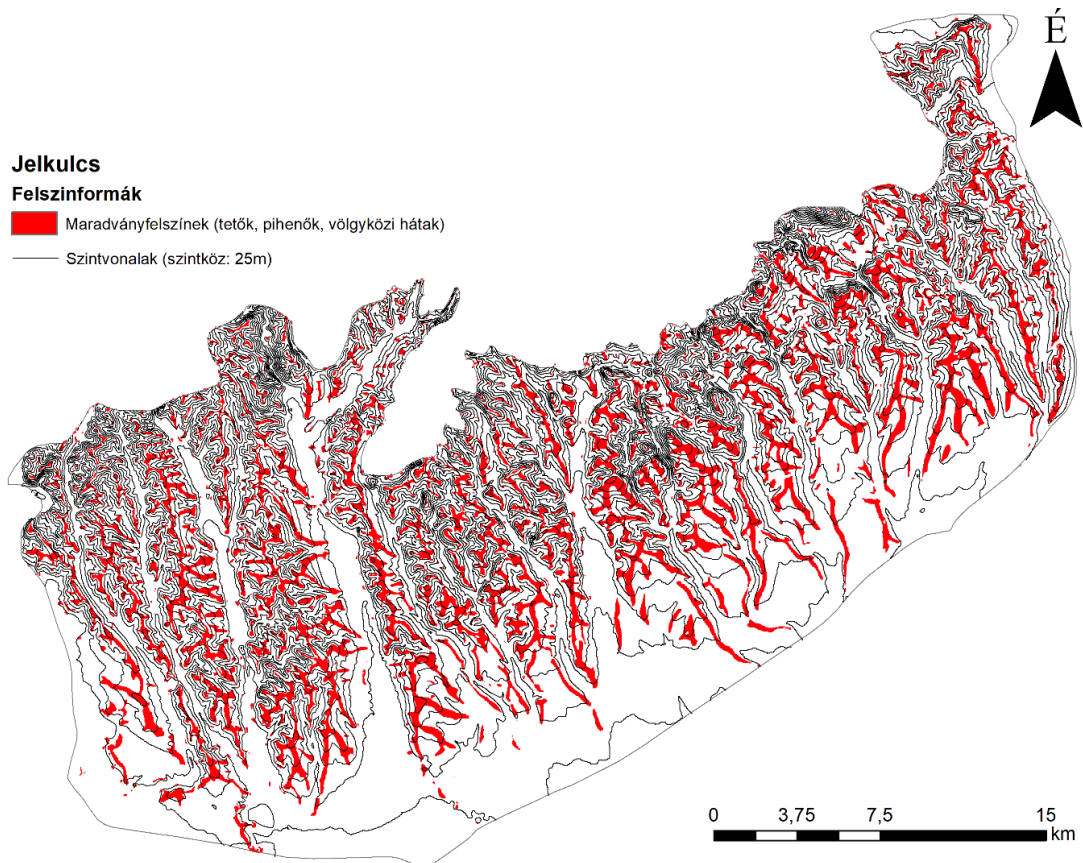 É
Jelkulcs
Felszinformák
Maradványfelszínek (tetők, pihenők, völgyközi hátak)
Szintvonalak (szintköz: 25m)
0 3,75 7,5 15
km